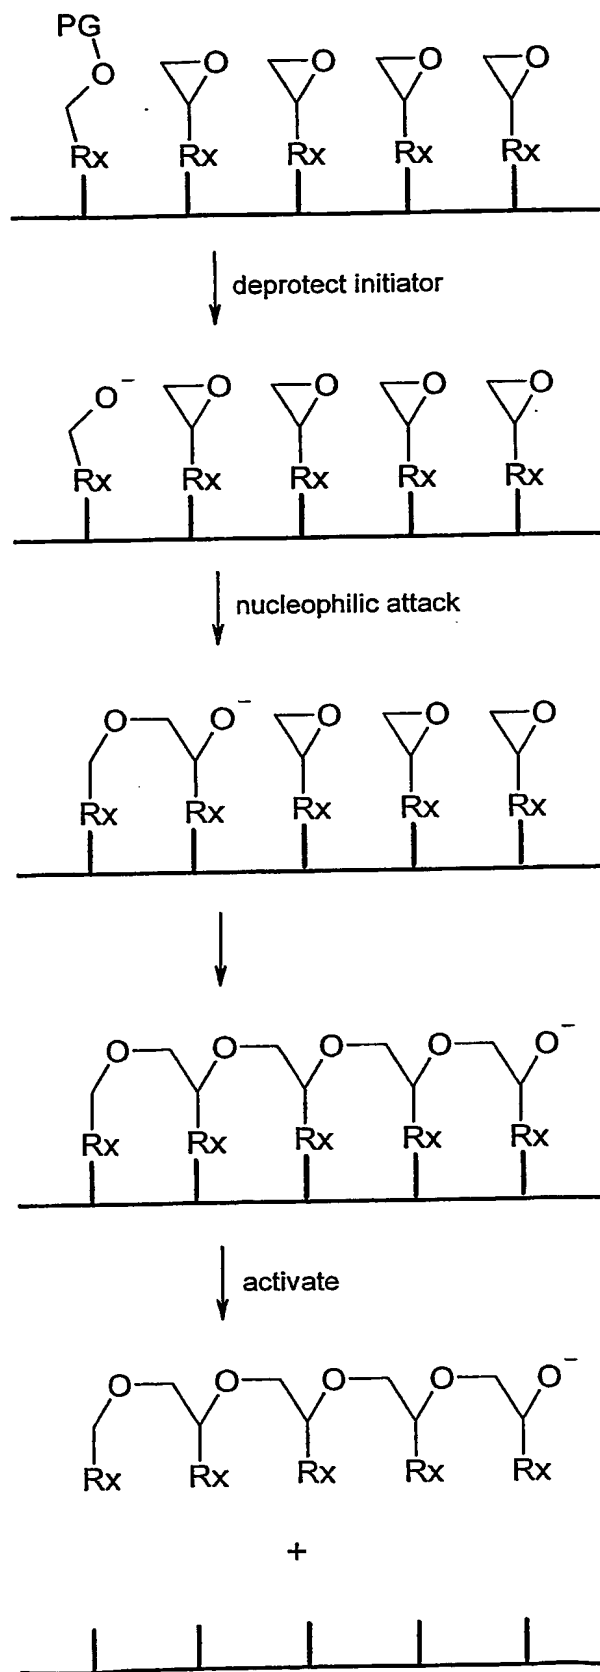 PG
O O O O O
Rx Rx Rx Rx Rx
deprotect initiator
O⁻ O O O O
Rx Rx Rx Rx Rx
nucleophilic attack
O O⁻ O O O
Rx Rx Rx Rx Rx
O O O O O⁻
Rx Rx Rx Rx Rx
activate
O O O O O⁻
Rx Rx Rx Rx Rx
+